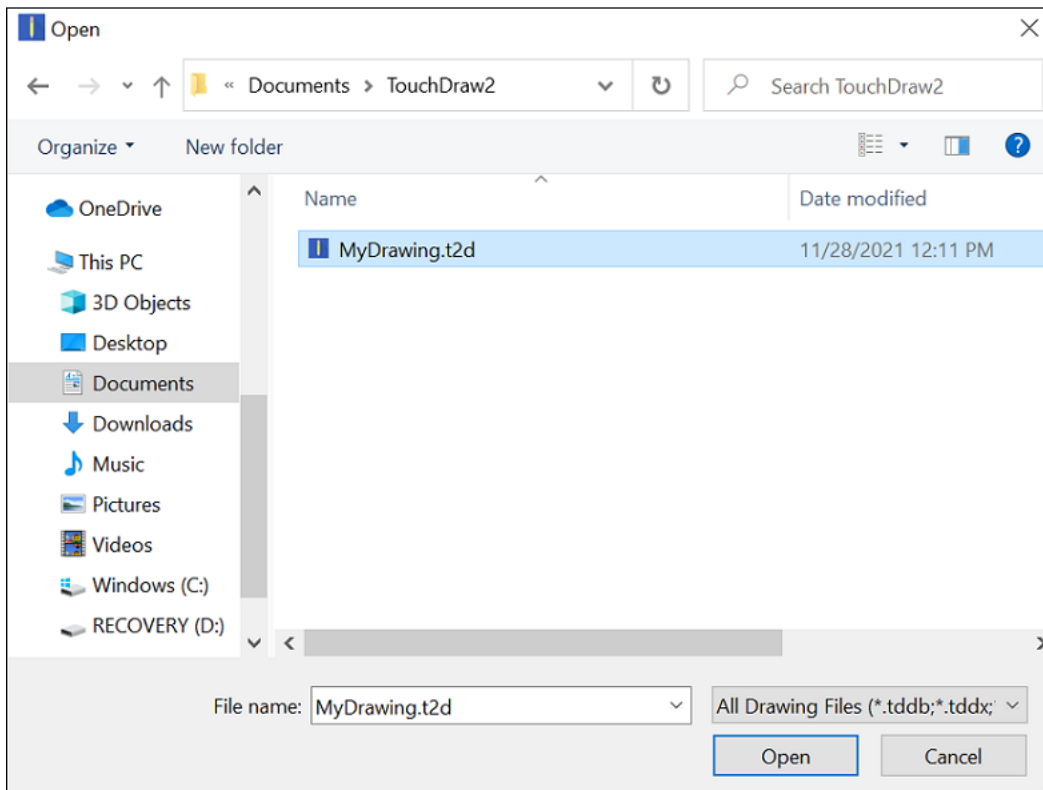 Open
« Documents > TouchDraw2
Search TouchDraw2
Organize
New folder
?
Name
Date modified
MyDrawing.t2d
11/28/2021 12:11 PM
OneDrive
This PC
3D Objects
Desktop
Documents
Downloads
Music
Pictures
Videos
Windows (C:)
RECOVERY (D:)
File name:
MyDrawing.t2d
All Drawing Files (*.tddb;*.tddx;
Open
Cancel